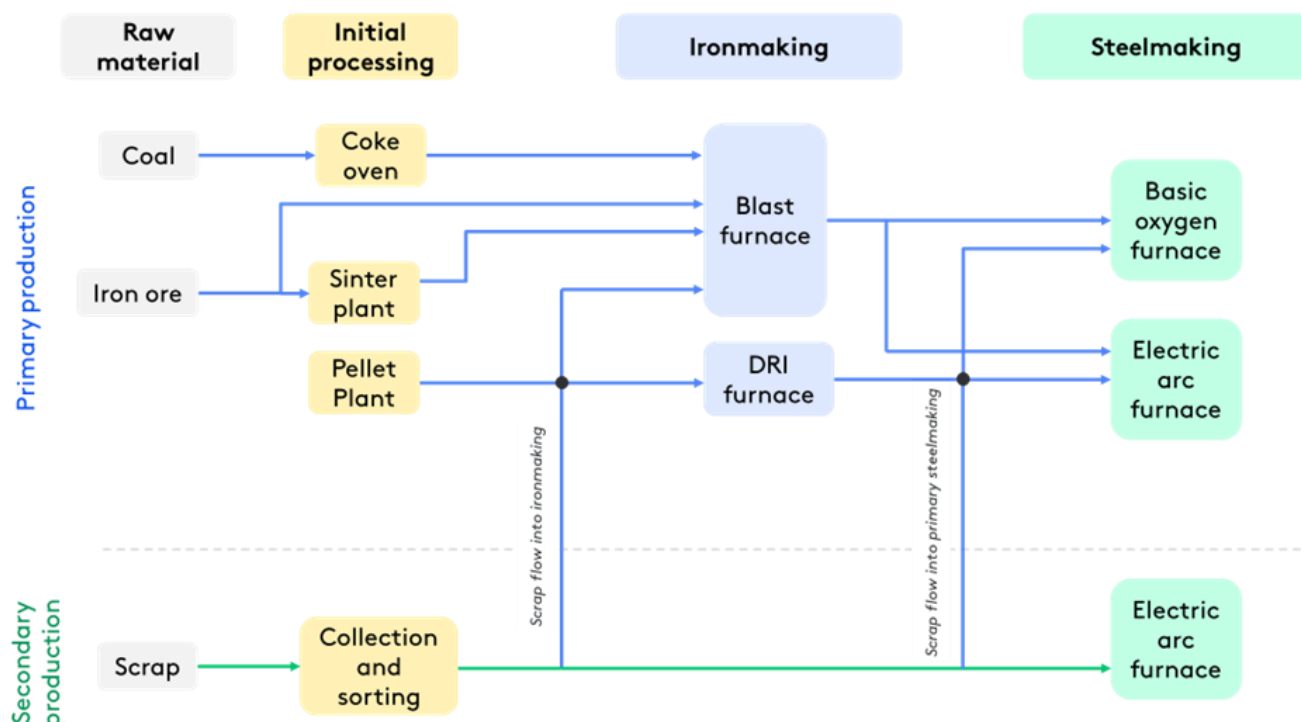 Raw
material
Initial
processing
Ironmaking
Steelmaking
Primary production
Coal
Coke
oven
Blast
furnace
Basic
oxygen
furnace
Iron ore
Sinter
plant
Pellet
Plant
DRI
furnace
Electric
arc
furnace
Scrap flow into ironmaking
Scrap flow into primary steelmaking
Secondary
production
Scrap
Collection
and
sorting
Electric
arc
furnace